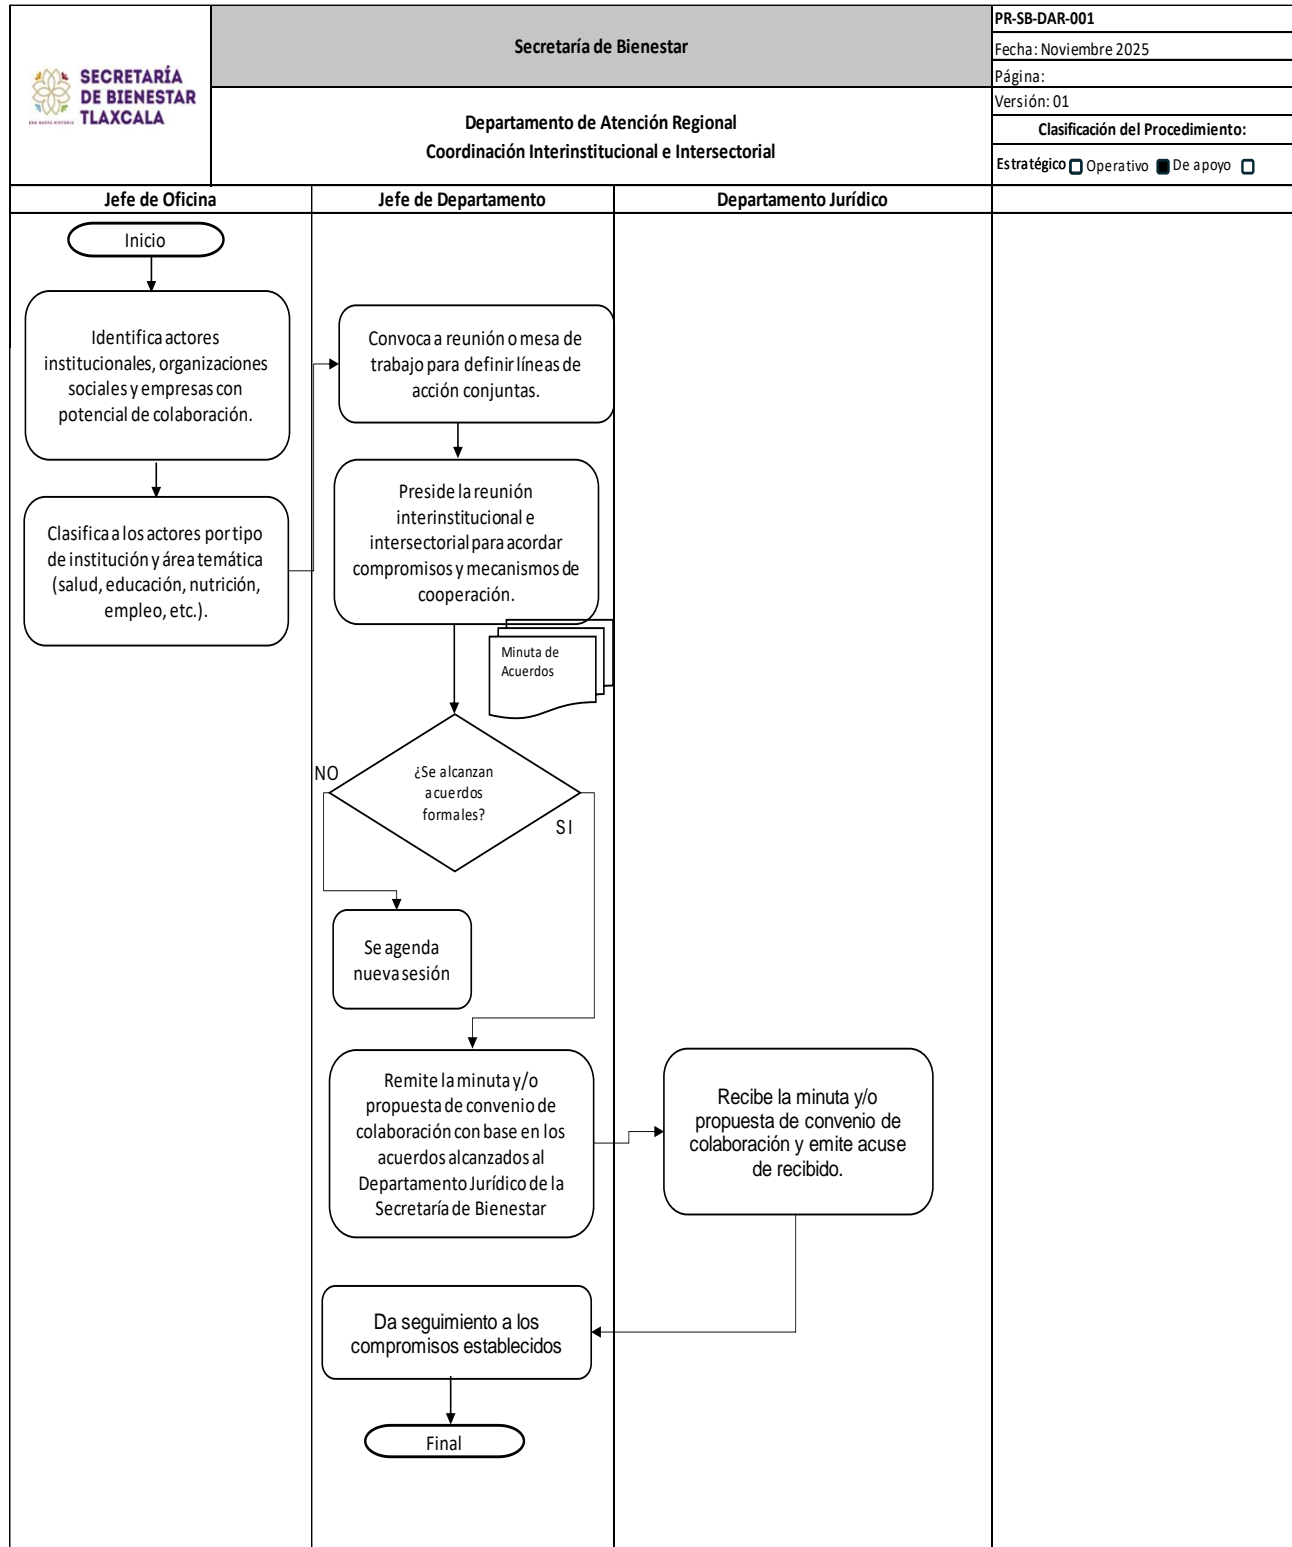 SECRETARÍA
DE BIENESTAR
TLAXCALA
UNA NUEVA HISTORIA
Secretaría de Bienestar
Departamento de Atención Regional
Coordinación Interinstitucional e Intersectorial
PR-SB-DAR-001
Fecha: Noviembre 2025
Página:
Versión: 01
Clasificación del Procedimiento:
Estratégico Operativo De apoyo
Jefe de Oficina
Jefe de Departamento
Departamento Jurídico
Inicio
Identifica actores
institucionales, organizaciones
sociales y empresas con
potencial de colaboración.
Clasifica a los actores por tipo
de institución y área temática
(salud, educación, nutrición,
empleo, etc.).
Convoca a reunión o mesa de
trabajo para definir líneas de
acción conjuntas.
Preside la reunión
interinstitucional e
intersectorial para acordar
compromisos y mecanismos de
cooperación.
Minuta de
Acuerdos
¿Se alcanzan
acuerdos
formales?
NO
SI
Se agenda
nueva sesión
Remite la minuta y/o
propuesta de convenio de
colaboración con base en los
acuerdos alcanzados al
Departamento Jurídico de la
Secretaría de Bienestar
Recibe la minuta y/o
propuesta de convenio de
colaboración y emite acuse
de recibido.
Da seguimiento a los
compromisos establecidos
Final